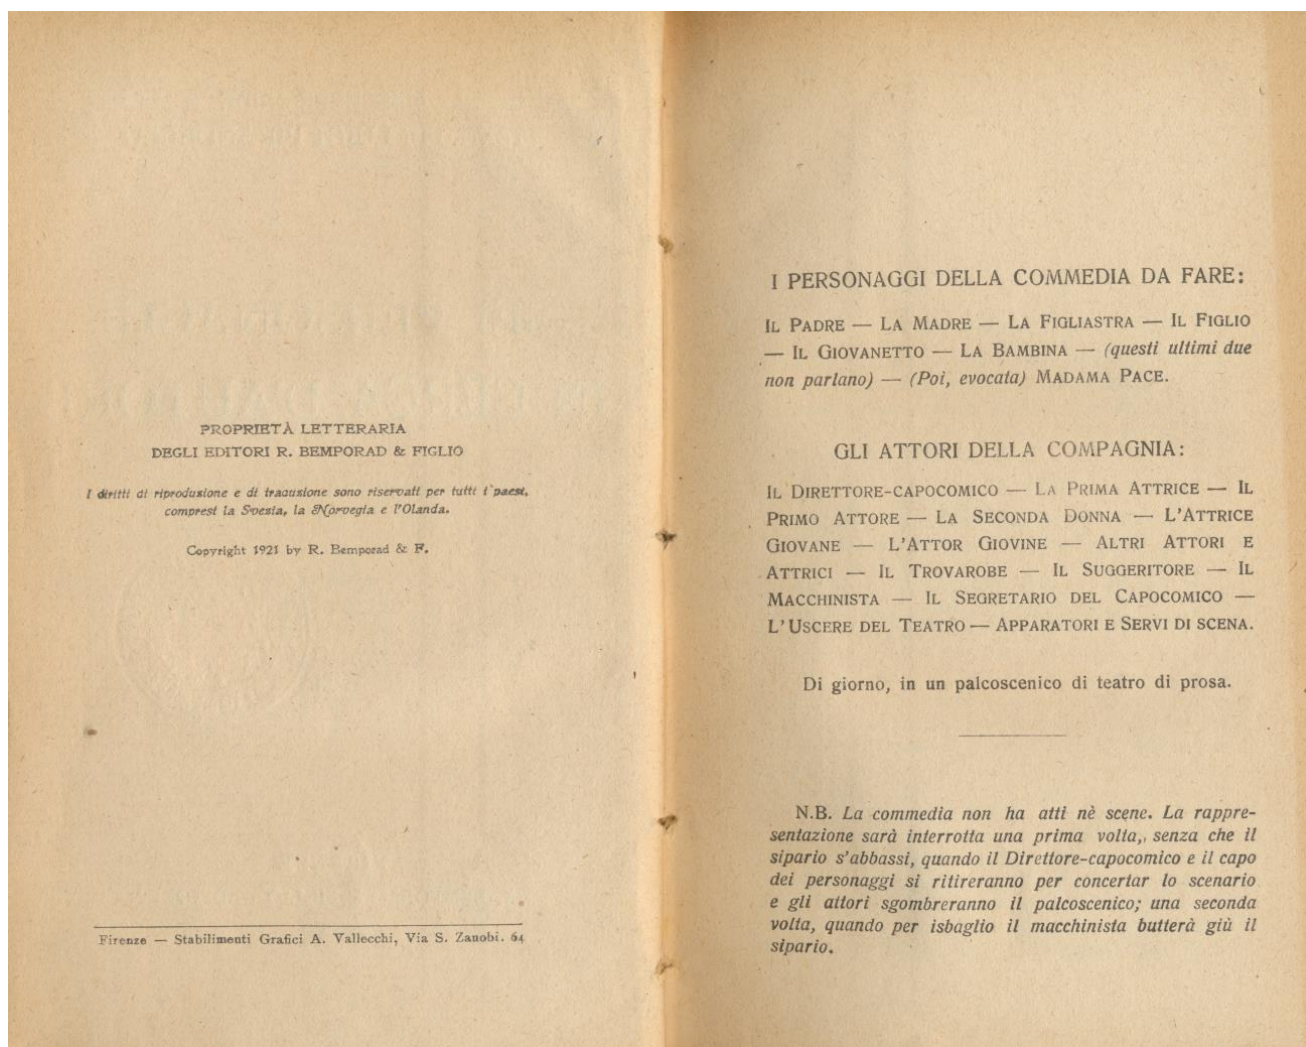 PROPRIETÀ LETTERARIA
DEGLI EDITORI R. BEMPORAD & FIGLIO
I diritti di riproduzione e di traduzione sono riservati per tutti i paesi,
compresi la Svezia, la Norvegia e l'Olanda.
Copyright 1921 by R. Bemporad & F.
Firenze — Stabilimenti Grafici A. Vallecchi, Via S. Zanobi. 64
I PERSONAGGI DELLA COMMEDIA DA FARE:
IL PADRE — LA MADRE — LA FIGLIASTRA — IL FIGLIO
— IL GIOVANETTO — LA BAMBINA — (questi ultimi due
non parlano) — (Poi, evocata) MADAMA PACE.
GLI ATTORI DELLA COMPAGNIA:
IL DIRETTORE-CAPOCOMICO — LA PRIMA ATTRICE — IL
PRIMO ATTORE — LA SECONDA DONNA — L'ATTRICE
GIOVANE — L'ATTOR GIOVINE — ALTRI ATTORI E
ATTRICI — IL TROVAROBE — IL SUGGERITORE — IL
MACCHINISTA — IL SEGRETARIO DEL CAPOCOMICO —
L'USCERE DEL TEATRO — APPARATORI E SERVI DI SCENA.
Di giorno, in un palcoscenico di teatro di prosa.
N.B. La commedia non ha atti nè scene. La rappre-
sentazione sarà interrotta una prima volta,, senza che il
sipario s'abbassi, quando il Direttore-capocomico e il capo
dei personaggi si ritireranno per concertar lo scenario
e gli attori sgombreranno il palcoscenico; una seconda
volta, quando per isbaglio il macchinista butterà giù il
sipario.